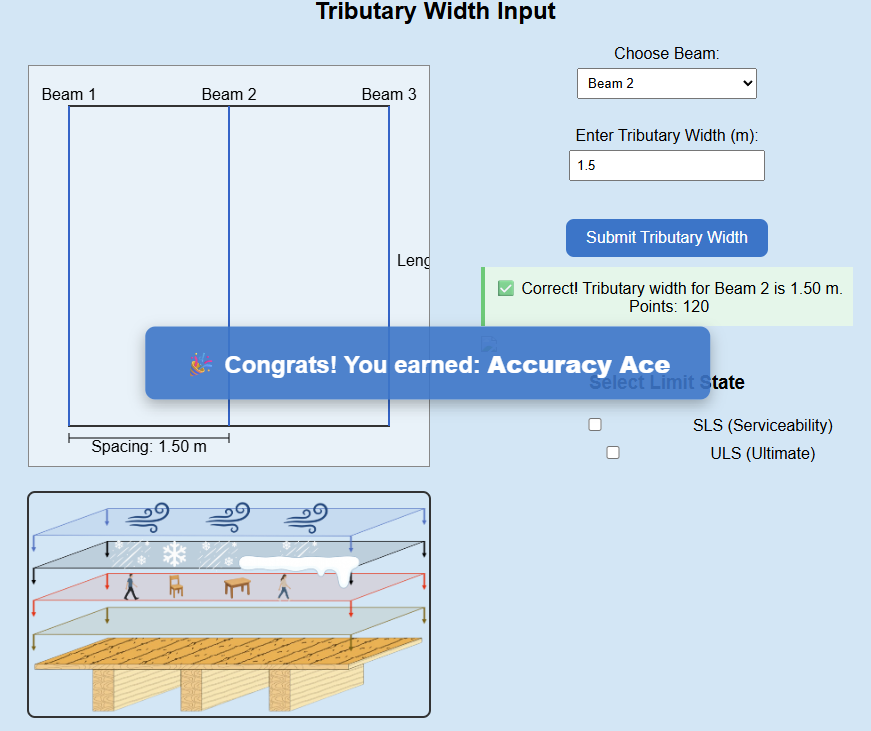 Tributary Width Input
Beam 1
Beam 2
Beam 3
Leng
Spacing: 1.50 m
Choose Beam:
Beam 2
Enter Tributary Width (m):
1.5
Submit Tributary Width
✅ Correct! Tributary width for Beam 2 is 1.50 m.
Points: 120
🎉 Congrats! You earned: Accuracy Ace
Select Limit State
SLS (Serviceability)
ULS (Ultimate)